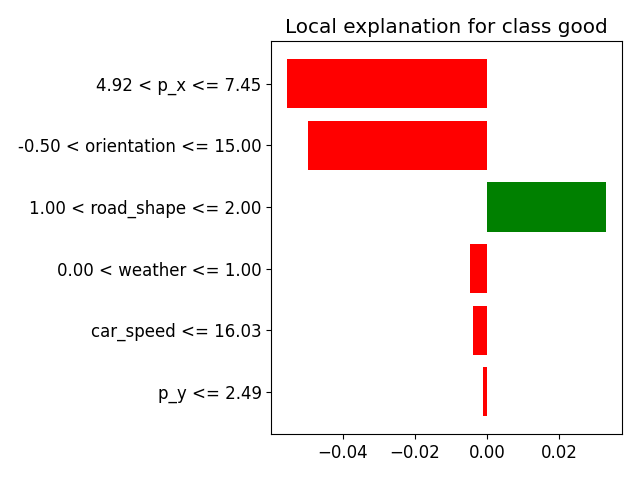 Local explanation for class good
4.92 < p_x <= 7.45
-0.50 < orientation <= 15.00
1.00 < road_shape <= 2.00
0.00 < weather <= 1.00
car_speed <= 16.03
p_y <= 2.49
−0.04 −0.02 0.00 0.02